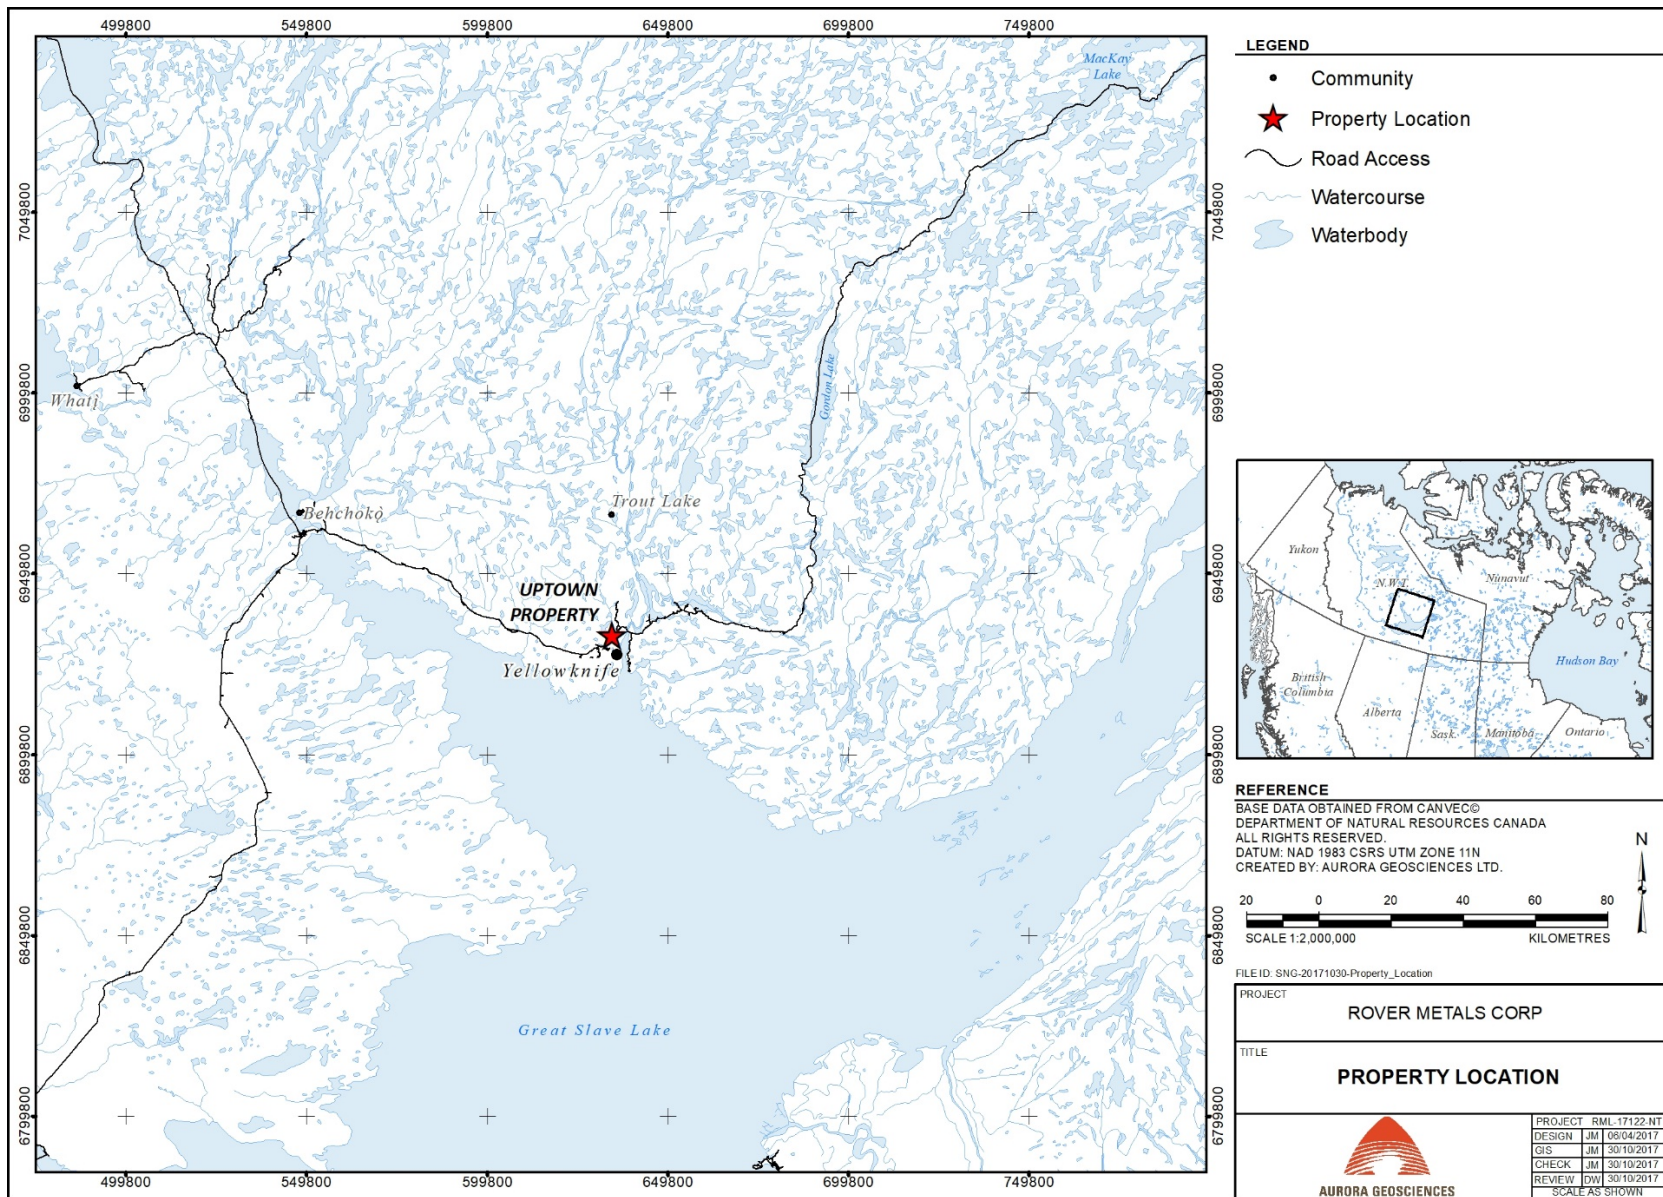 499800 548800 599800 649800 699800 749800
MacKay
Lake
7049800
7049800
Gordon Lake
6999800
6999800
Whatì
Behchokǫ̀
Trout Lake
6949800
6949800
UPTOWN
PROPERTY
Yellowknife
6899800
6899800
6849800
6849800
Great Slave Lake
6799800
6799800
499800 549800 599800 649800 699800 749800
LEGEND
Community
Property Location
Road Access
Watercourse
Waterbody
Yukon
N.W.T.
Nunavut
Hudson Bay
British
Columbia
Alberta
Sask.
Manitoba
Ontario
REFERENCE
BASE DATA OBTAINED FROM CANVEC©
DEPARTMENT OF NATURAL RESOURCES CANADA
ALL RIGHTS RESERVED.
DATUM: NAD 1983 CSRS UTM ZONE 11N
CREATED BY: AURORA GEOSCIENCES LTD.
N
20 0 20 40 60 80
SCALE 1:2,000,000 KILOMETRES
FILE ID: SNG-20171030-Property_Location
PROJECT
ROVER METALS CORP
TITLE
PROPERTY LOCATION
AURORA GEOSCIENCES
PROJECT RML-17122-NT
DESIGN JM 06/04/2017
GIS JM 30/10/2017
CHECK JM 30/10/2017
REVIEW DW 30/10/2017
SCALE AS SHOWN